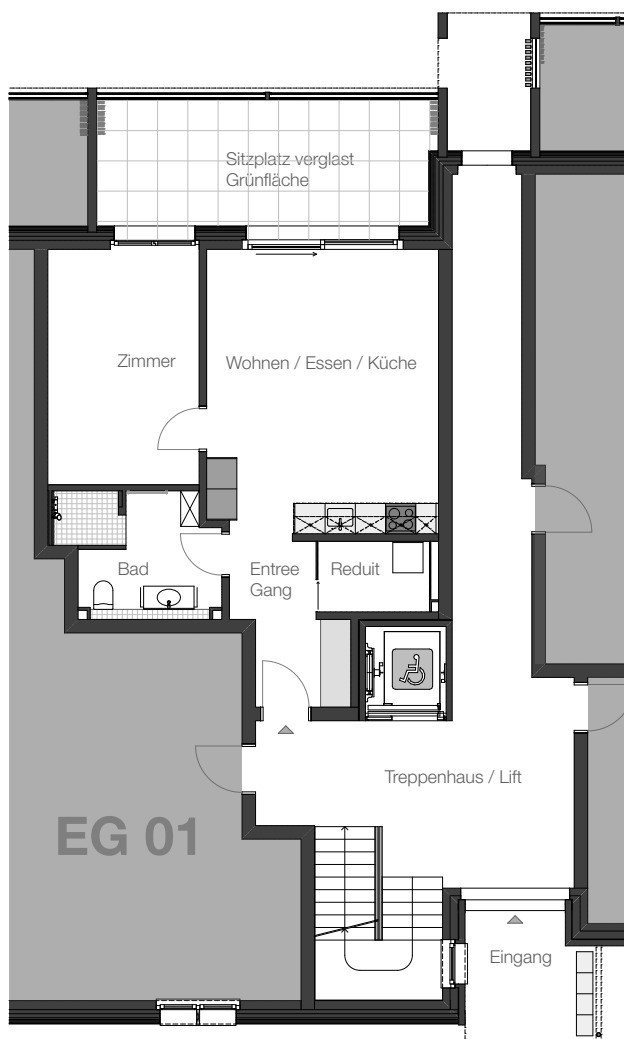 Sitzplatz verglast
Grünfläche
Zimmer
Wohnen / Essen / Küche
Bad
Entree
Gang
Reduit
Treppenhaus / Lift
EG 01
Eingang